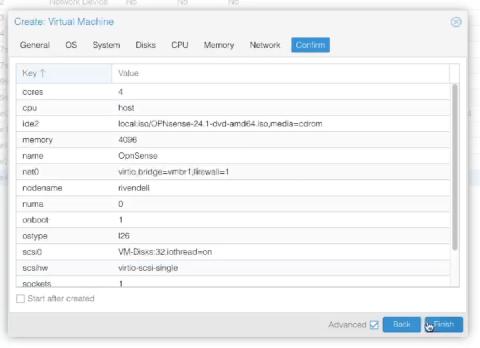 Network Device No No No
Create: Virtual Machine
General OS System Disks CPU Memory Network Confirm
Key ↑ Value
cores 4
cpu host
ide2 local:iso/OPNsense-24.1-dvd-amd64.iso,media=cdrom
memory 4096
name OpnSense
net0 virtio,bridge=vmbr1,firewall=1
nodename rivendell
numa 0
onboot 1
ostype l26
scsi0 VM-Disks:32,iothread=on
scsihw virtio-scsi-single
sockets 1
Start after created
Advanced Back Finish